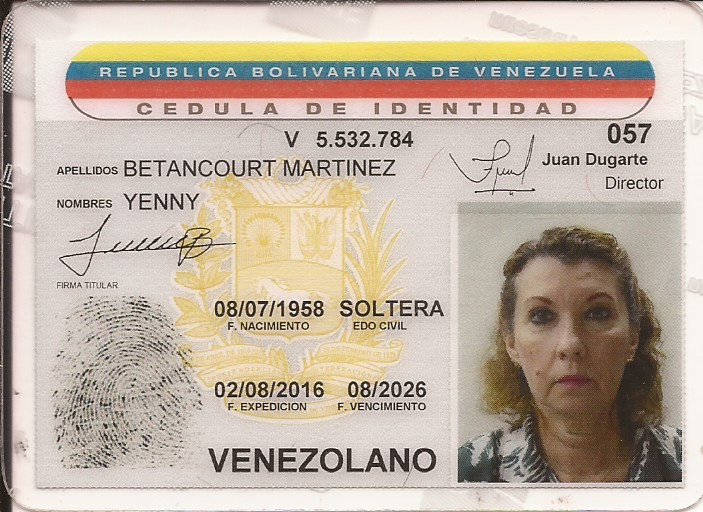 REPUBLICA BOLIVARIANA DE VENEZUELA
CEDULA DE IDENTIDAD
V 5.532.784
057
Juan Dugarte
Director
APELLIDOS BETANCOURT MARTINEZ
NOMBRES YENNY
FIRMA TITULAR
08/07/1958 SOLTERA
F. NACIMIENTO EDO CIVIL
02/08/2016 08/2026
F. EXPEDICION F. VENCIMIENTO
VENEZOLANO